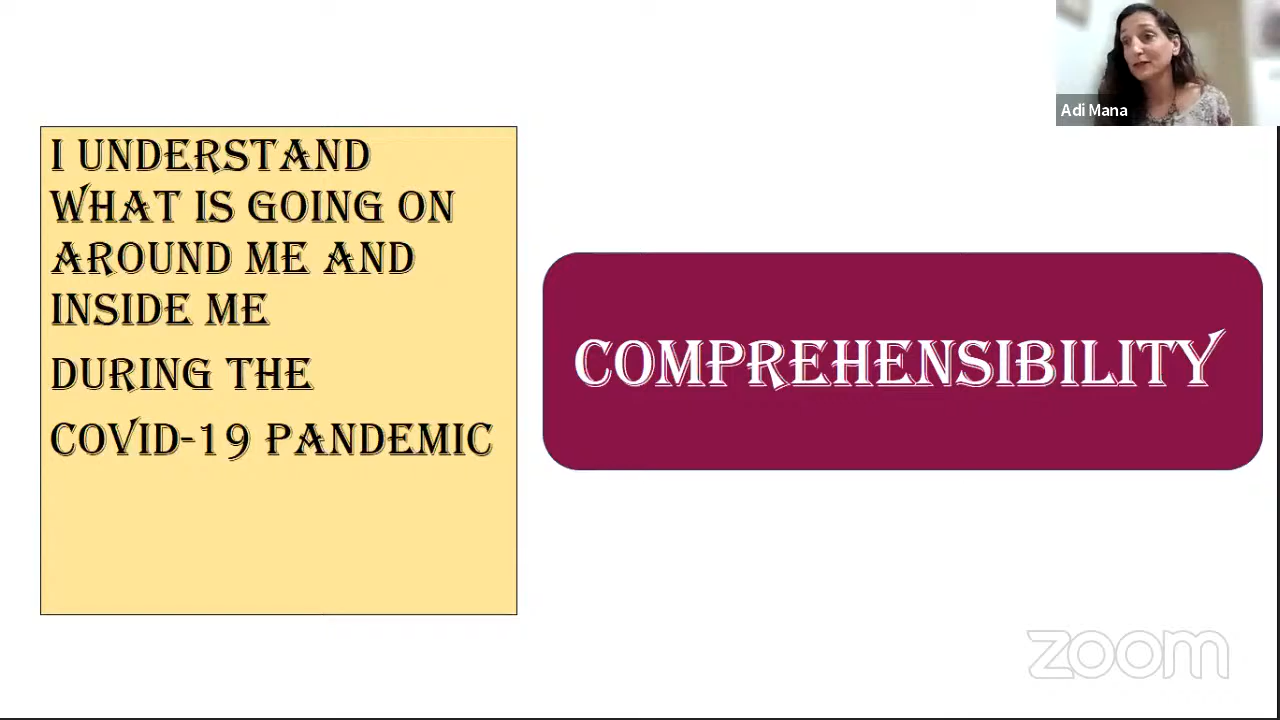 Adi Mana
I UNDERSTAND
WHAT IS GOING ON
AROUND ME AND
INSIDE ME
DURING THE
COVID-19 PANDEMIC
COMPREHENSIBILITY
zoom